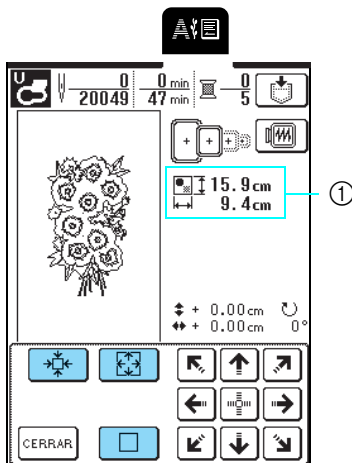 A
U
0 0 min 0
20049 47 min 5
15.9cm
9.4cm
①
+ 0.00cm
+ 0.00cm 0°
CERRAR